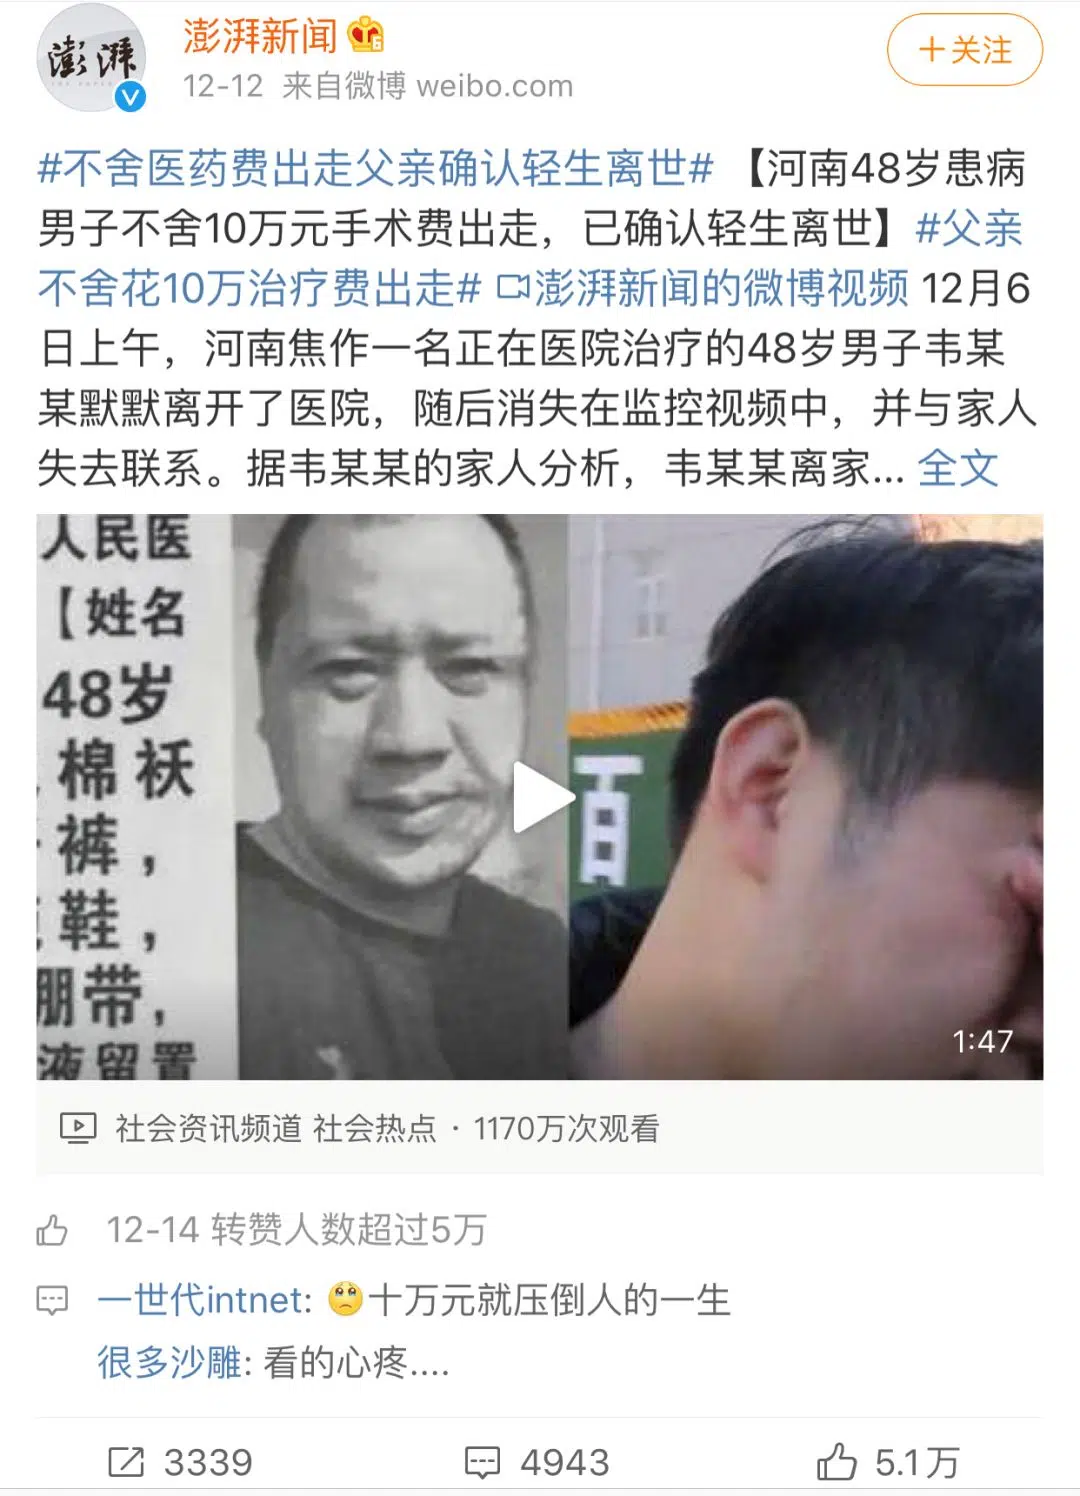 澎湃
澎湃新闻
12-12 来自微博 weibo.com
+关注
#不舍医药费出走父亲确认轻生离世# 【河南48岁患病
男子不舍10万元手术费出走，已确认轻生离世】#父亲
不舍花10万治疗费出走# 澎湃新闻的微博视频 12月6
日上午，河南焦作一名正在医院治疗的48岁男子韦某
某默默离开了医院，随后消失在监控视频中，并与家人
失去联系。据韦某某的家人分析，韦某某离家... 全文
人民医
【姓名
48岁
棉袄
裤，
鞋，
绷带，
液留置
百
1:47
社会资讯频道 社会热点 · 1170万次观看
12-14 转赞人数超过5万
一世代intnet: 十万元就压倒人的一生
很多沙雕: 看的心疼....
3339
4943
5.1万